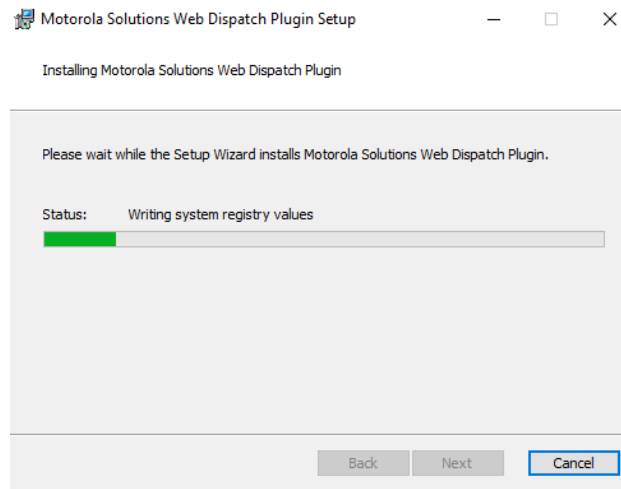 Motorola Solutions Web Dispatch Plugin Setup
Installing Motorola Solutions Web Dispatch Plugin
Please wait while the Setup Wizard installs Motorola Solutions Web Dispatch Plugin.
Status: Writing system registry values
Back Next Cancel